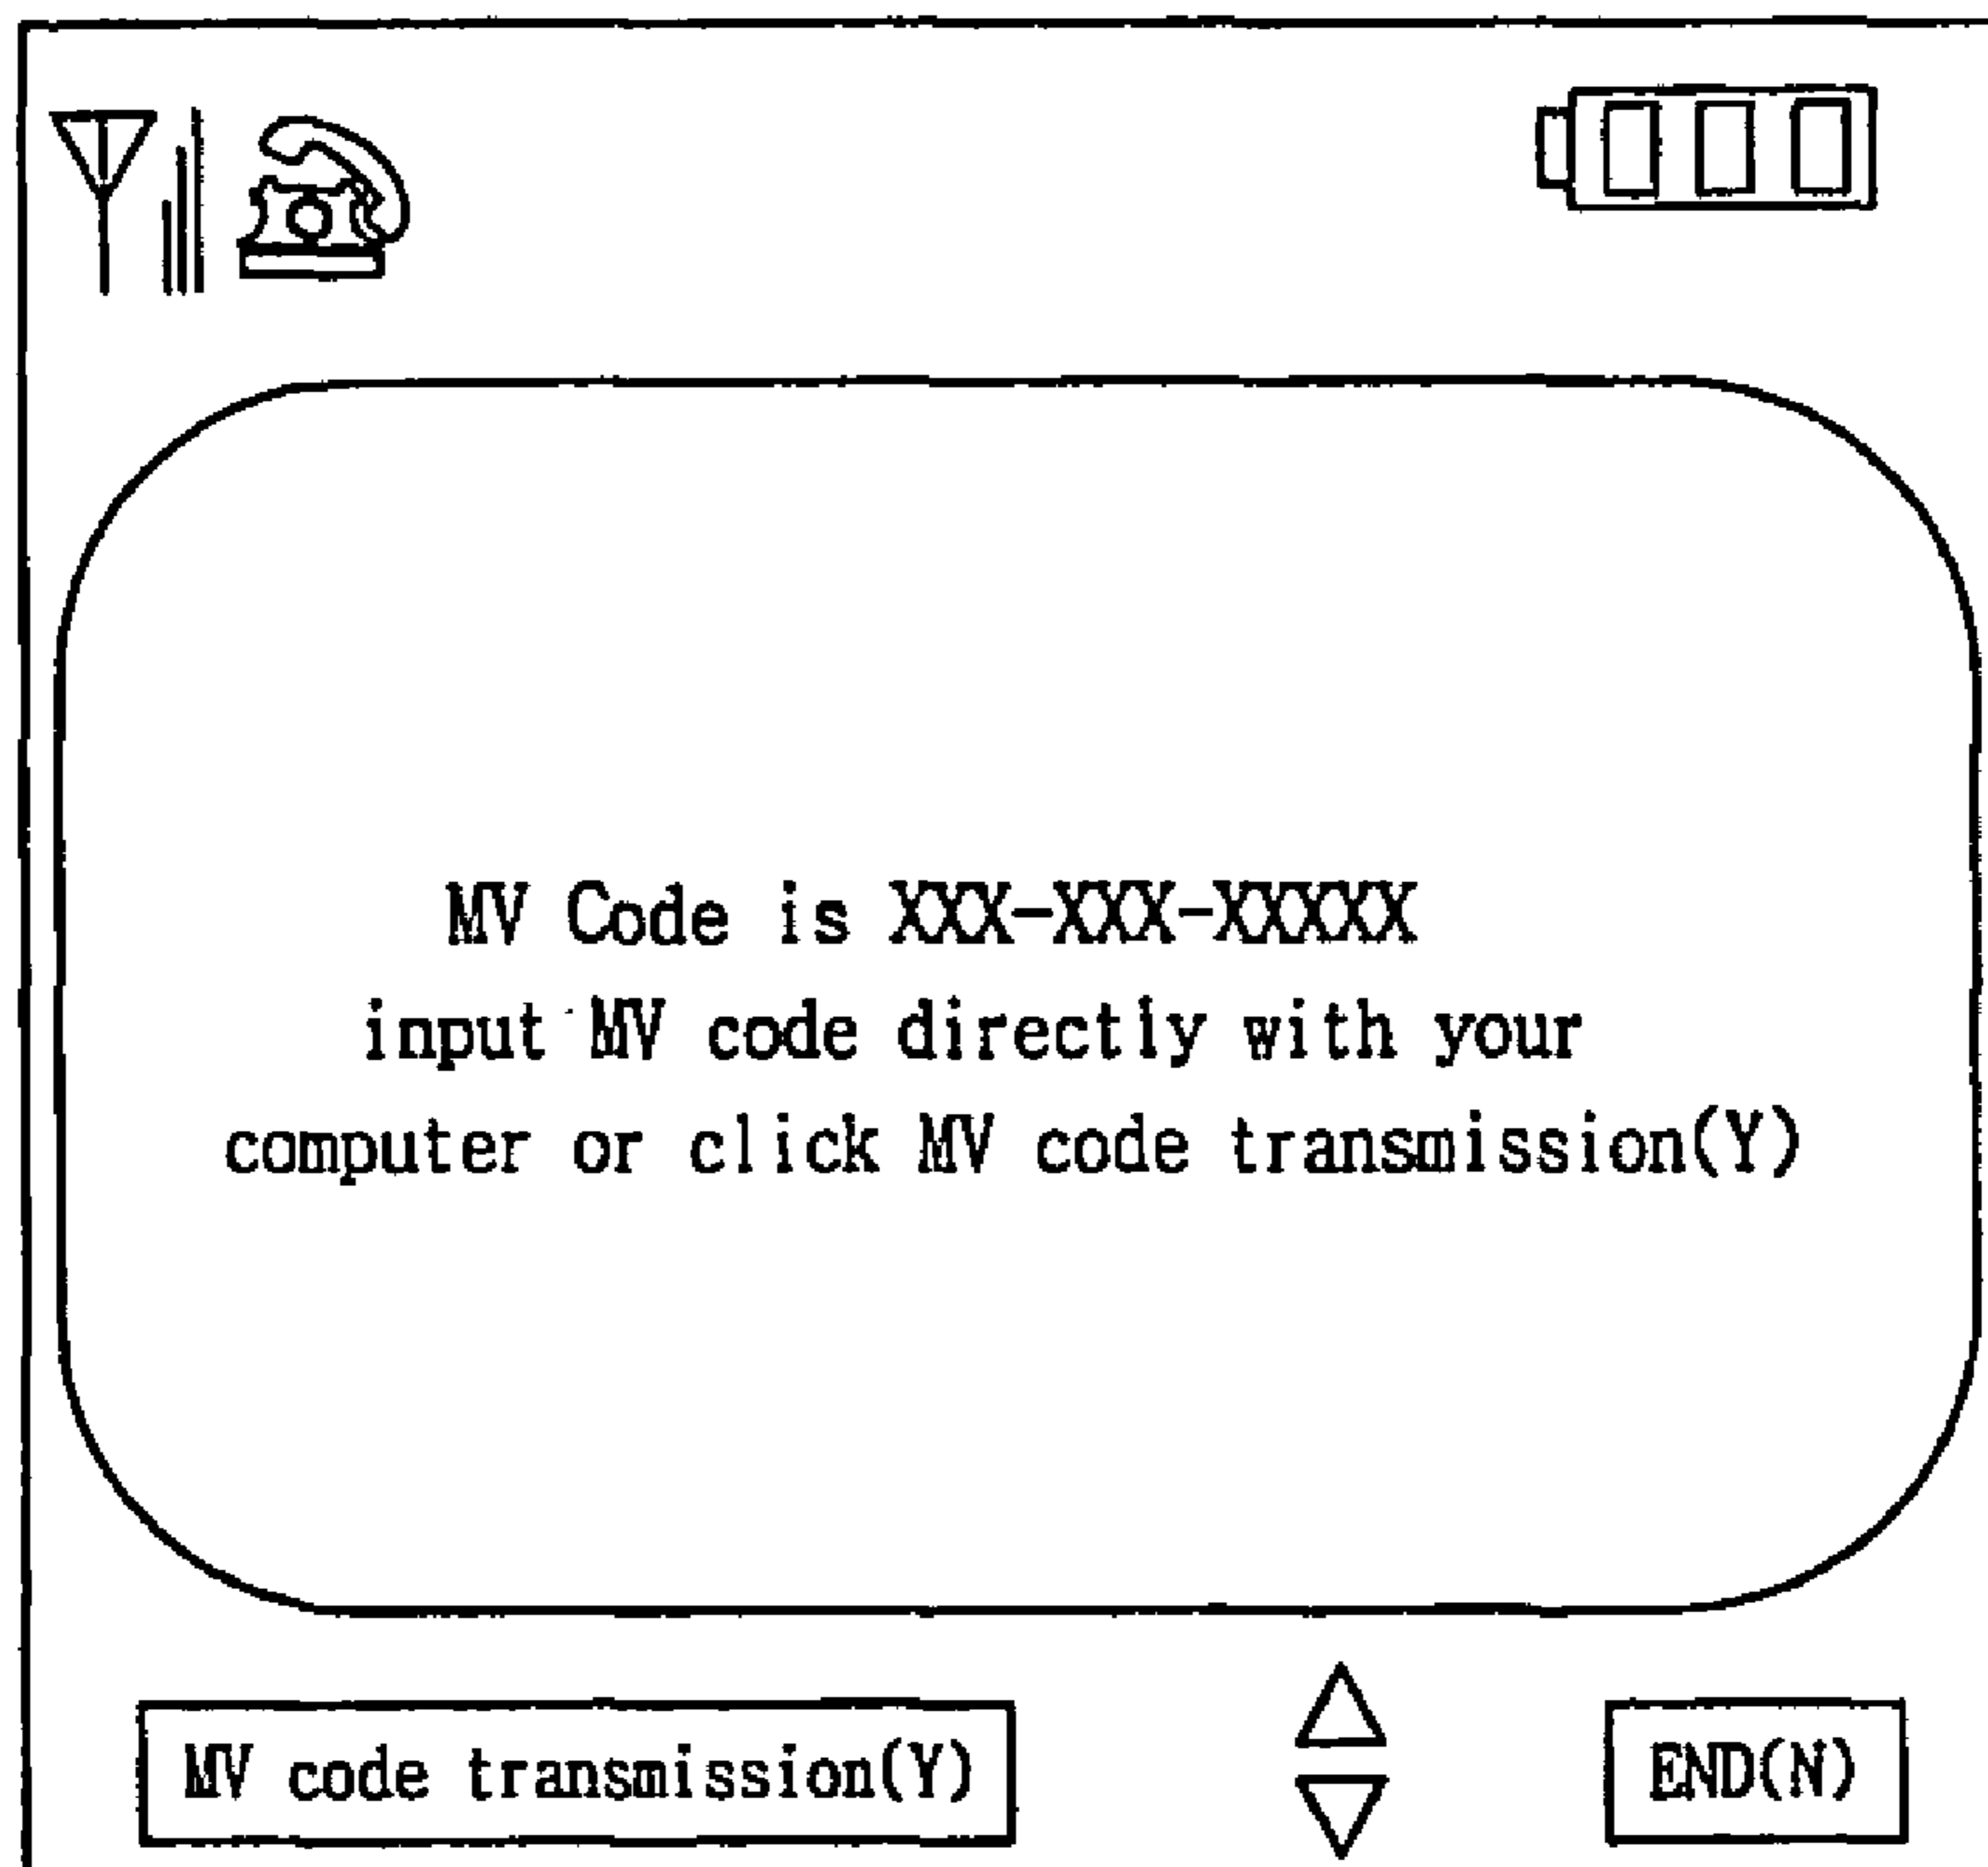 MV Code is XXX-XXX-XXXXX
input MV code directly with your
computer or click MV code transmission(Y)
MV code transmission(Y)
END(N)